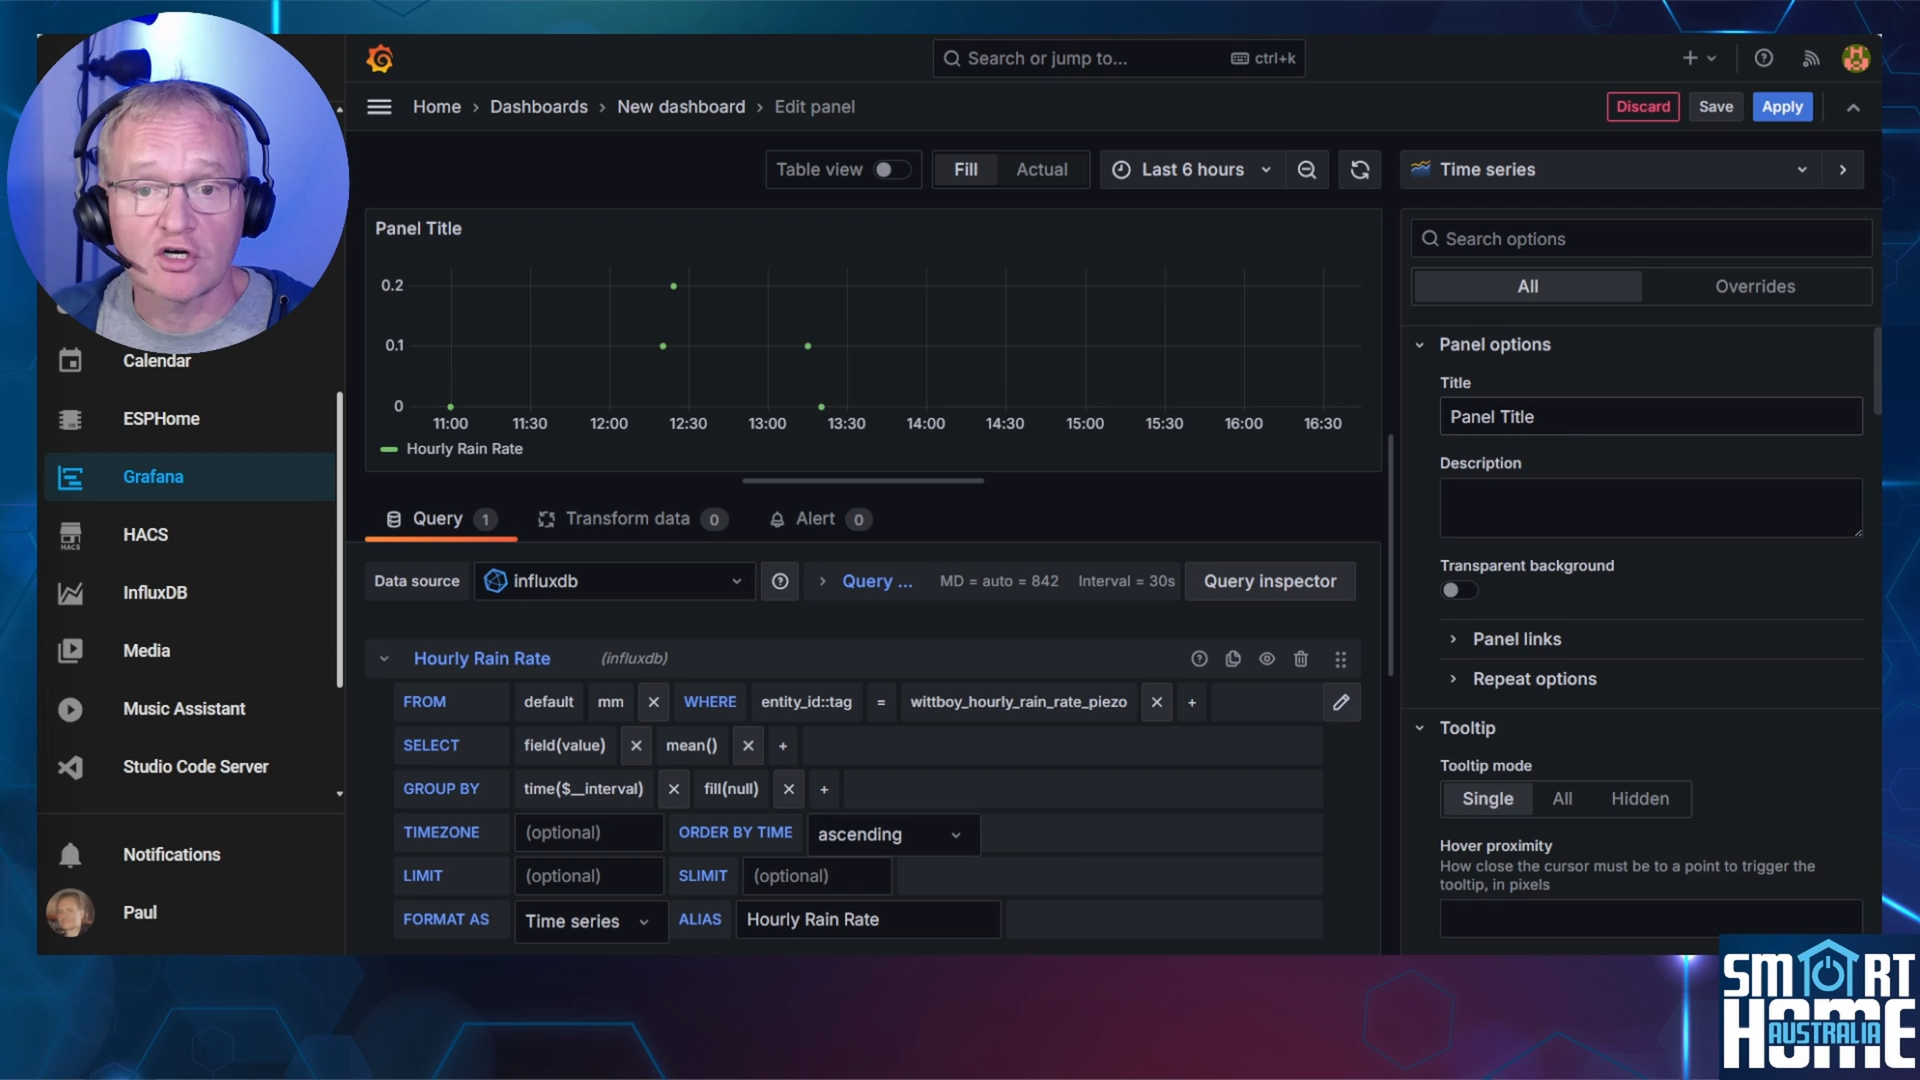 Search or jump to...
ctrl+k
Home › Dashboards › New dashboard › Edit panel
Discard
Save
Apply
Table view
Fill
Actual
Last 6 hours
Time series
Panel Title
0.2
0.1
0
11:00 11:30 12:00 12:30 13:00 13:30 14:00 14:30 15:00 15:30 16:00 16:30
Hourly Rain Rate
Query 1
Transform data 0
Alert 0
Data source
influxdb
Query ...
MD = auto = 842
Interval = 30s
Query inspector
Hourly Rain Rate (influxdb)
FROM default mm WHERE entity_id::tag = wittboy_hourly_rain_rate_piezo +
SELECT field(value) mean() +
GROUP BY time($__interval) fill(null) +
TIMEZONE (optional) ORDER BY TIME ascending
LIMIT (optional) SLIMIT (optional)
FORMAT AS Time series ALIAS Hourly Rain Rate
Search options
All
Overrides
Panel options
Title
Panel Title
Description
Transparent background
Panel links
Repeat options
Tooltip
Tooltip mode
Single All Hidden
Hover proximity
How close the cursor must be to a point to trigger the
tooltip, in pixels
Calendar
ESPHome
Grafana
HACS
HACS
InfluxDB
Media
Music Assistant
Studio Code Server
Notifications
Paul
SMART
HOME
AUSTRALIA